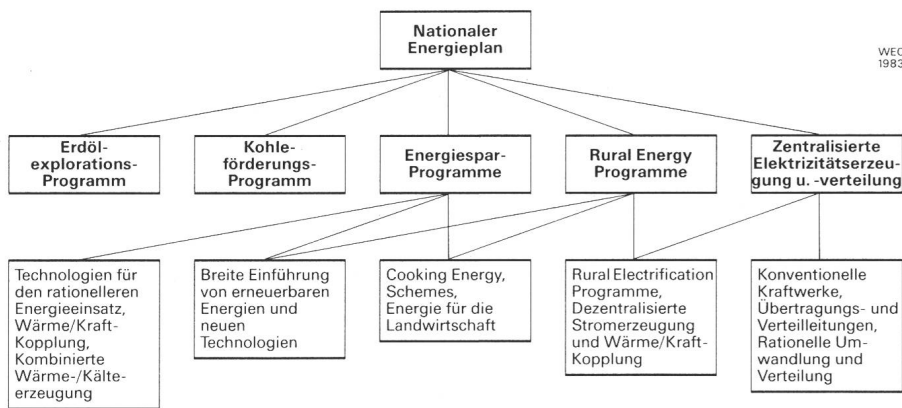 Nationaler
Energieplan
WEC
1983
Erdöl-
explorations-
Programm
Kohle-
förderungs-
Programm
Energiespar-
Programme
Rural Energy
Programme
Zentralisierte
Elektrizitätserzeu-
gung u. -verteilung
Technologien für
den rationelleren
Energieeinsatz,
Wärme/Kraft-
Kopplung,
Kombinierte
Wärme-/Kälte-
erzeugung
Breite Einführung
von erneuerbaren
Energien und
neuen
Technologien
Cooking Energy,
Schemes,
Energie für die
Landwirtschaft
Rural Electrification
Programme,
Dezentralisierte
Stromerzeugung
und Wärme/Kraft-
Kopplung
Konventionelle
Kraftwerke,
Übertragungs- und
Verteilleitungen,
Rationelle Um-
wandlung und
Verteilung